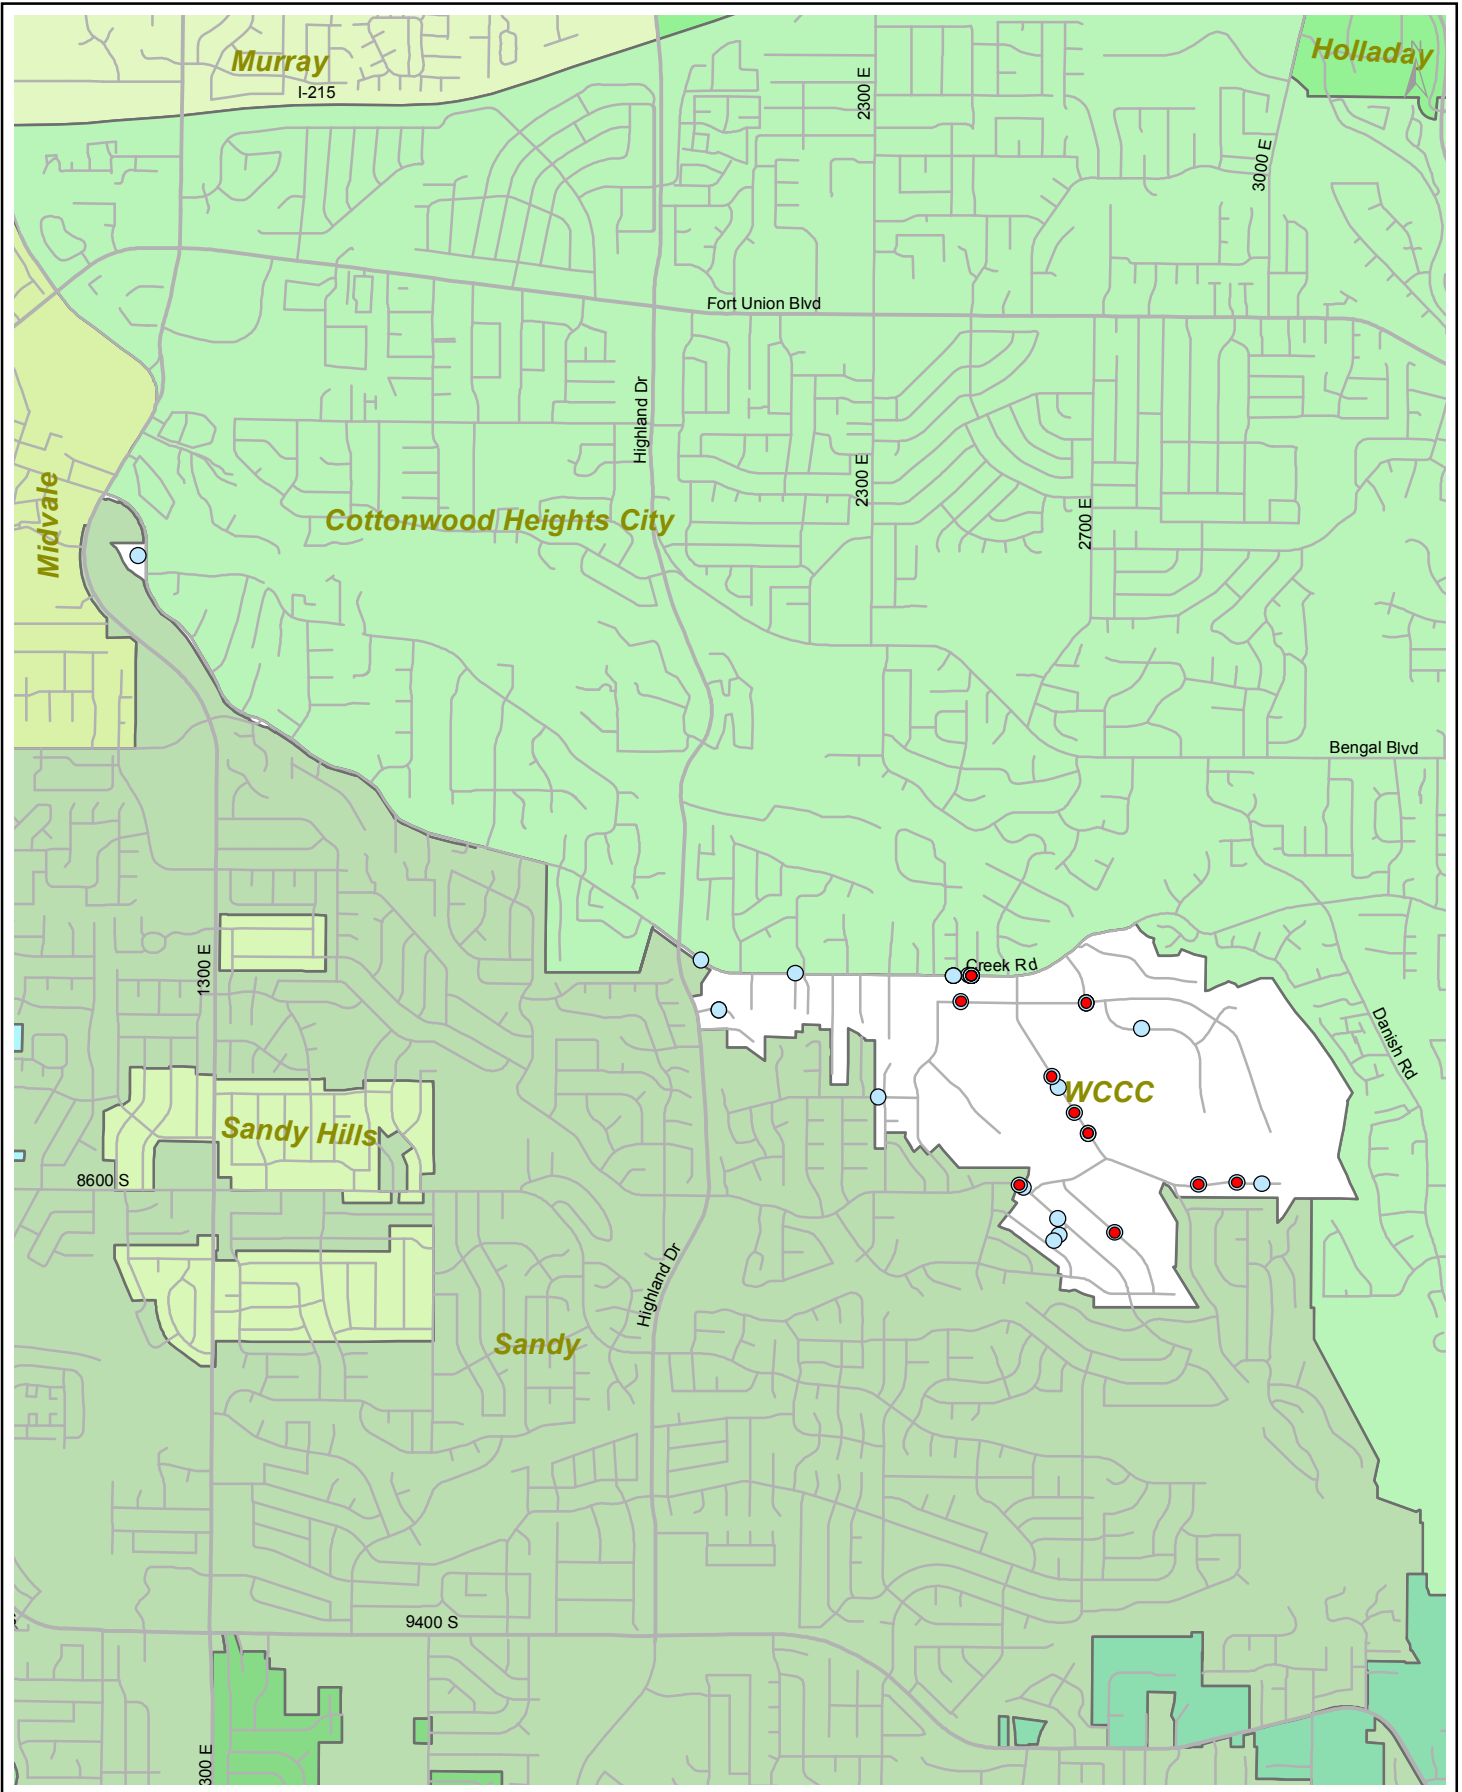 Murray
Holladay
I-215
2300 E
3000 E
Fort Union Blvd
Highland Dr
2300 E
Midvale
Cottonwood Heights City
2700 E
Bengal Blvd
1300 E
Creek Rd
Danish Rd
WCCC
Sandy Hills
8600 S
Highland Dr
Sandy
9400 S
300 E